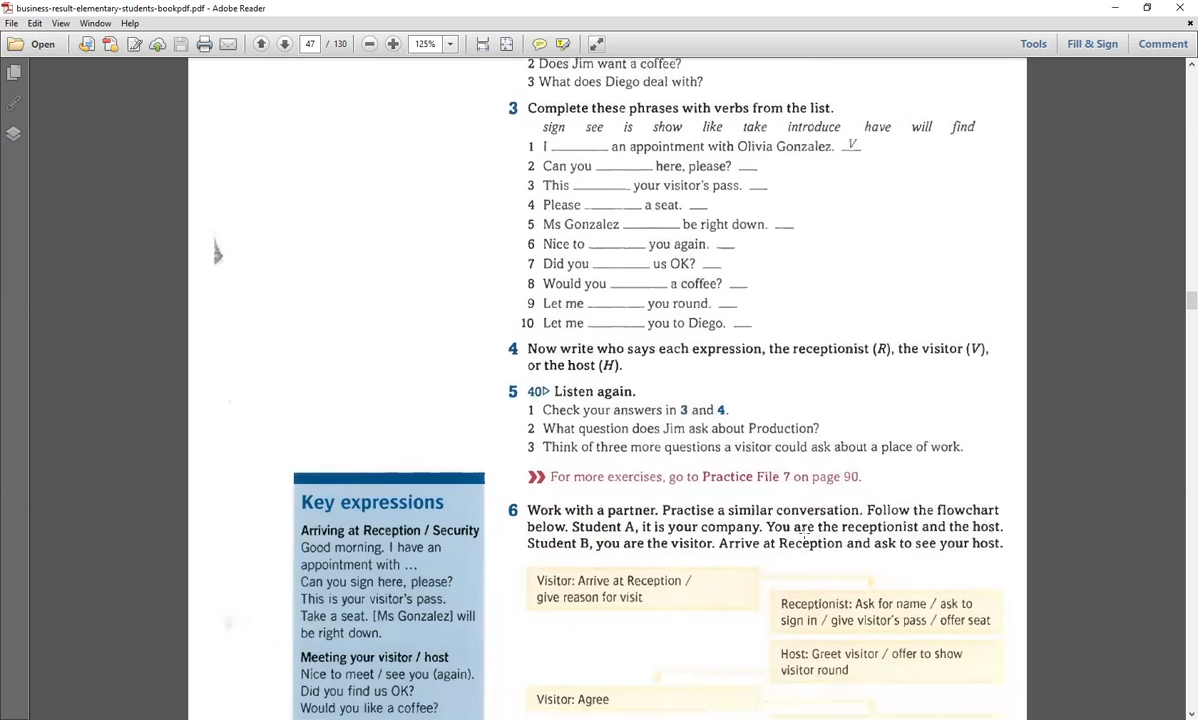 business-result-elementary-students-bookpdf.pdf - Adobe Reader
File Edit View Window Help
Open 47 / 130 125% Tools Fill & Sign Comment
2 Does Jim want a coffee?
3 What does Diego deal with?
3 Complete these phrases with verbs from the list.
sign see is show like take introduce have will find
1 I ________ an appointment with Olivia Gonzalez. V
2 Can you ________ here, please? ___
3 This ________ your visitor's pass. ___
4 Please ________ a seat. ___
5 Ms Gonzalez ________ be right down. ___
6 Nice to ________ you again. ___
7 Did you ________ us OK? ___
8 Would you ________ a coffee? ___
9 Let me ________ you round. ___
10 Let me ________ you to Diego. ___
4 Now write who says each expression, the receptionist (R), the visitor (V),
or the host (H).
5 40 Listen again.
1 Check your answers in 3 and 4.
2 What question does Jim ask about Production?
3 Think of three more questions a visitor could ask about a place of work.
For more exercises, go to Practice File 7 on page 90.
6 Work with a partner. Practise a similar conversation. Follow the flowchart
below. Student A, it is your company. You are the receptionist and the host.
Student B, you are the visitor. Arrive at Reception and ask to see your host.
Visitor: Arrive at Reception /
give reason for visit
Receptionist: Ask for name / ask to
sign in / give visitor's pass / offer seat
Host: Greet visitor / offer to show
visitor round
Visitor: Agree
Key expressions
Arriving at Reception / Security
Good morning. I have an
appointment with ...
Can you sign here, please?
This is your visitor's pass.
Take a seat. [Ms Gonzalez] will
be right down.
Meeting your visitor / host
Nice to meet / see you (again).
Did you find us OK?
Would you like a coffee?